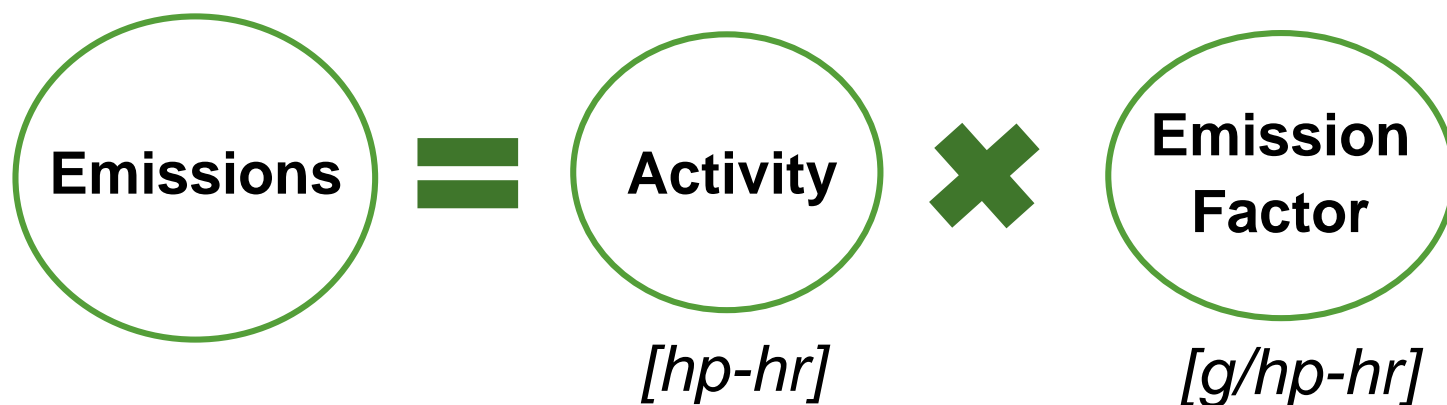 Emissions
Activity
Emission
Factor
[hp-hr]
[g/hp-hr]